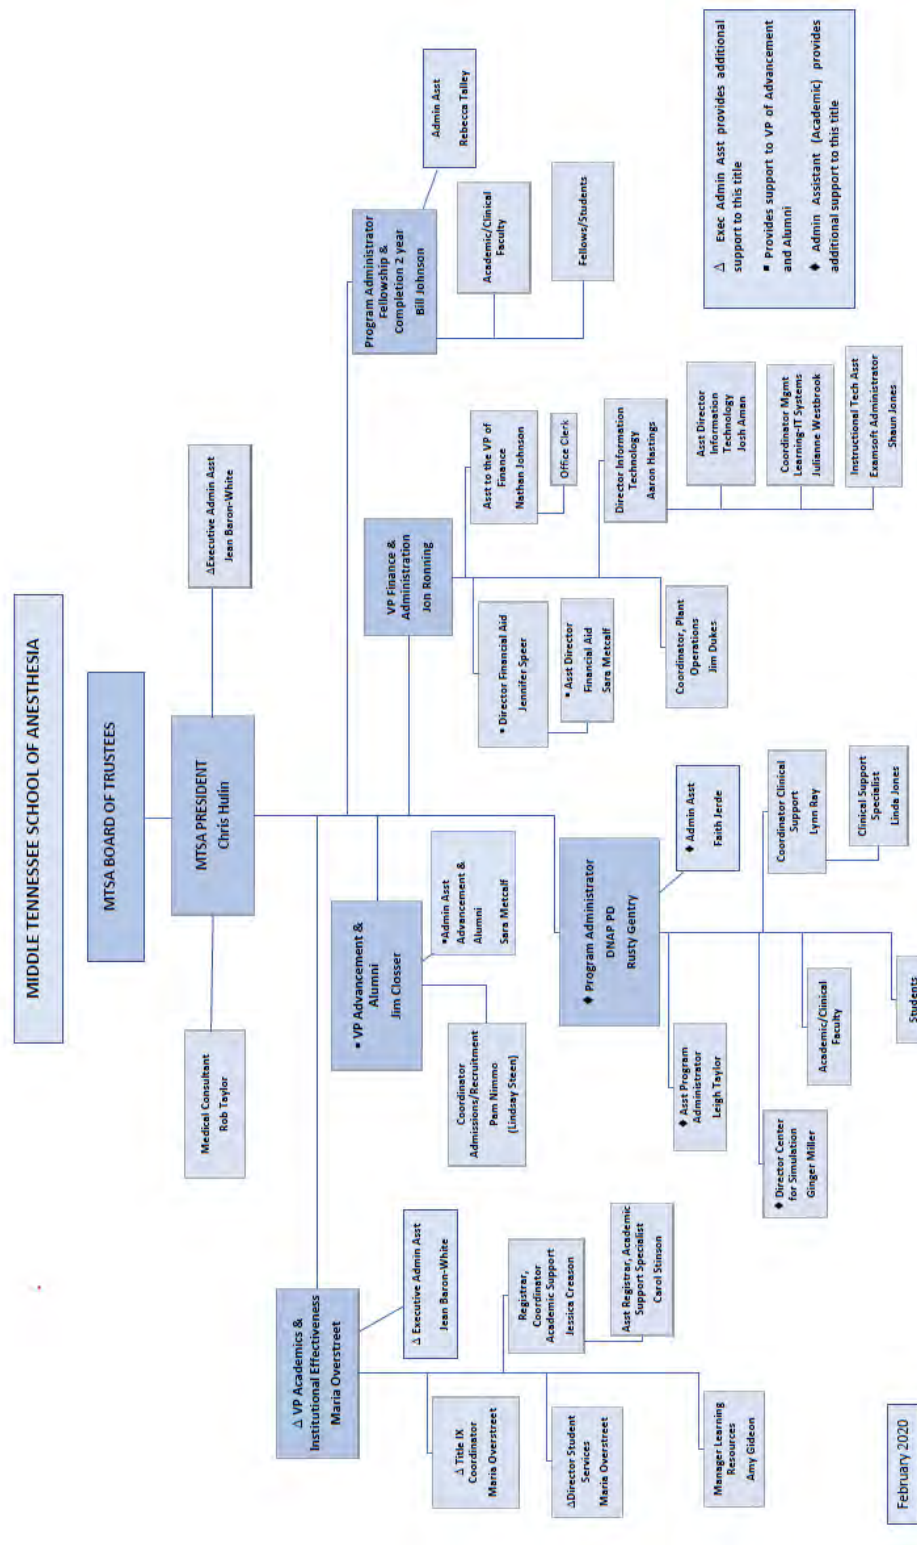 MIDDLE TENNESSEE SCHOOL OF ANESTHESIA
MTSA BOARD OF TRUSTEES
MTSA PRESIDENT
Chris Hulin
Medical Consultant
Rob Taylor
ΔExecutive Admin Asst
Jean Baron-White
Δ VP Academics &
Institutional Effectiveness
Maria Overstreet
Δ Executive Admin Asst
Jean Baron-White
Δ Title IX
Coordinator
Maria Overstreet
Registrar,
Coordinator
Academic Support
Jessica Creason
Asst Registrar, Academic
Support Specialist
Carol Stinson
ΔDirector Student
Services
Maria Overstreet
Manager Learning
Resources
Amy Gideon
▪ VP Advancement &
Alumni
Jim Closser
▪Admin Asst
Advancement &
Alumni
Sara Metcalf
Coordinator
Admissions/Recruitment
Pam Nimmo
(Lindsay Steen)
♦ Program Administrator
DNAP PD
Rusty Gentry
♦ Admin Asst
Faith Jerde
♦ Asst Program
Administrator
Leigh Taylor
Coordinator Clinical
Support
Lynn Ray
Clinical Support
Specialist
Linda Jones
♦ Director Center
for Simulation
Ginger Miller
Academic/Clinical
Faculty
Students
VP Finance &
Administration
Jon Ronning
Asst to the VP of
Finance
Nathan Johnson
Office Clerk
▪ Director Financial Aid
Jennifer Speer
▪ Asst Director
Financial Aid
Sara Metcalf
Director Information
Technology
Aaron Hastings
Asst Director
Information
Technology
Josh Aman
Coordinator Mgmt
Learning-IT Systems
Julianne Westbrook
Instructional Tech Asst
Examsoft Administrator
Shaun Jones
Coordinator, Plant
Operations
Jim Dukes
Program Administrator
Fellowship &
Completion 2 year
Bill Johnson
Admin Asst
Rebecca Talley
Academic/Clinical
Faculty
Fellows/Students
Δ Exec Admin Asst provides additional
support to this title
▪ Provides support to VP of Advancement
and Alumni
♦ Admin Assistant (Academic) provides
additional support to this title
February 2020